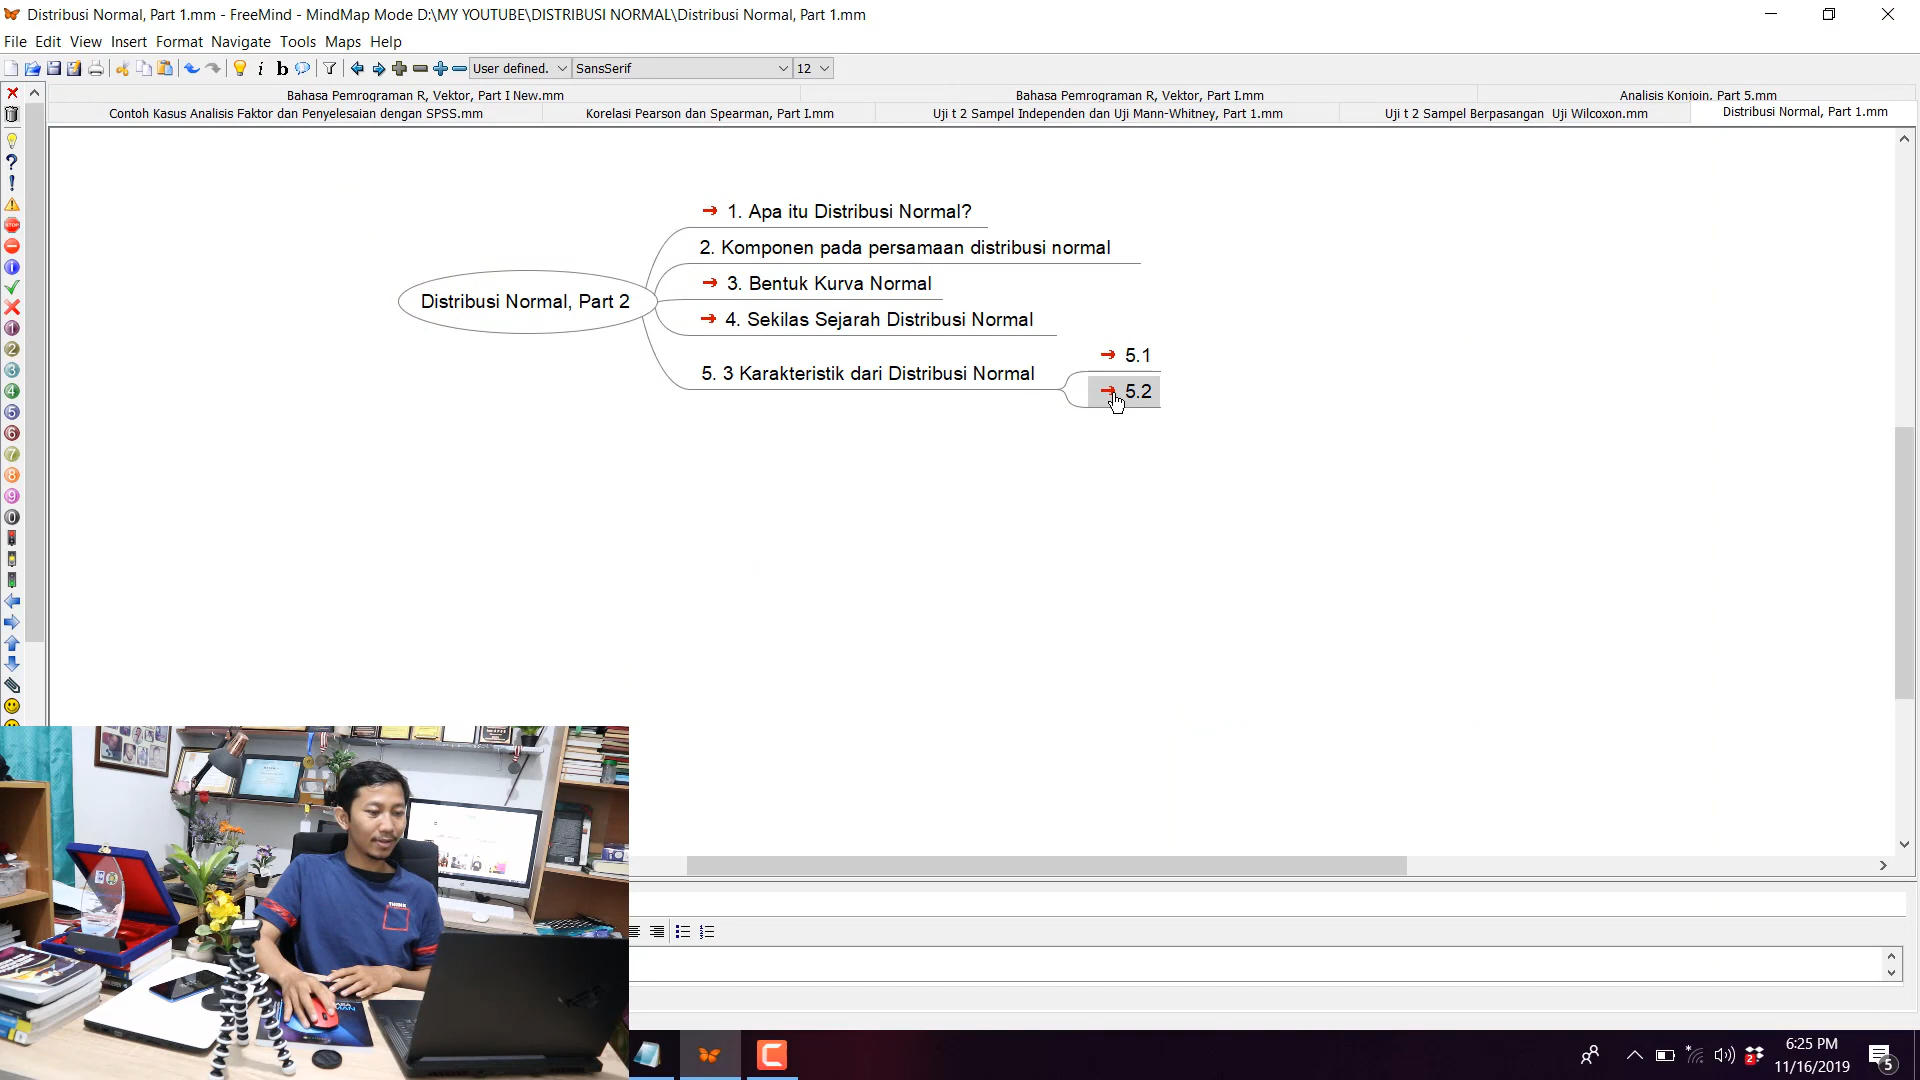 Distribusi Normal, Part 1.mm - FreeMind - MindMap Mode D:\MY YOUTUBE\DISTRIBUSI NORMAL\Distribusi Normal, Part 1.mm
File Edit View Insert Format Navigate Tools Maps Help
User defined. SansSerif 12
Bahasa Pemrograman R, Vektor, Part I New.mm Bahasa Pemrograman R, Vektor, Part I.mm Analisis Konjoin, Part 5.mm
Contoh Kasus Analisis Faktor dan Penyelesaian dengan SPSS.mm Korelasi Pearson dan Spearman, Part I.mm Uji t 2 Sampel Independen dan Uji Mann-Whitney, Part 1.mm Uji t 2 Sampel Berpasangan Uji Wilcoxon.mm Distribusi Normal, Part 1.mm
1. Apa itu Distribusi Normal?
2. Komponen pada persamaan distribusi normal
3. Bentuk Kurva Normal
Distribusi Normal, Part 2
4. Sekilas Sejarah Distribusi Normal
5. 3 Karakteristik dari Distribusi Normal
5.1
5.2
THINK
6:25 PM
11/16/2019
5
2